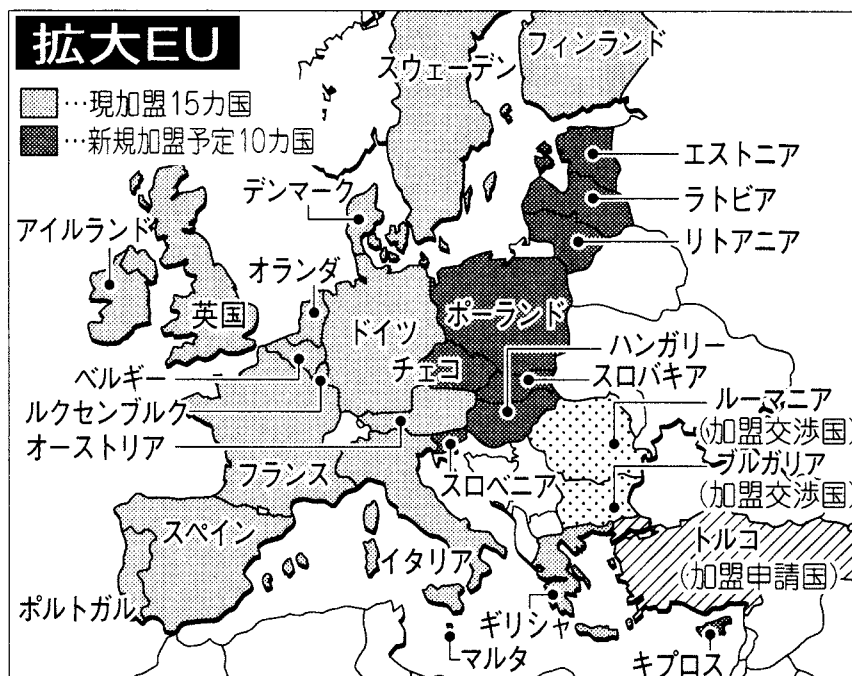 拡大EU
…現加盟15カ国
…新規加盟予定10カ国
フィンランド
スウェーデン
エストニア
デンマーク
ラトビア
アイルランド
リトアニア
オランダ
英国
ドイツ
ポーランド
ハンガリー
チェコ
スロバキア
ベルギー
ルクセンブルク
ルーマニア
(加盟交渉国)
オーストリア
フランス
スロベニア
ブルガリア
(加盟交渉国)
スペイン
トルコ
(加盟申請国)
イタリア
ポルトガル
ギリシャ
マルタ
キプロス